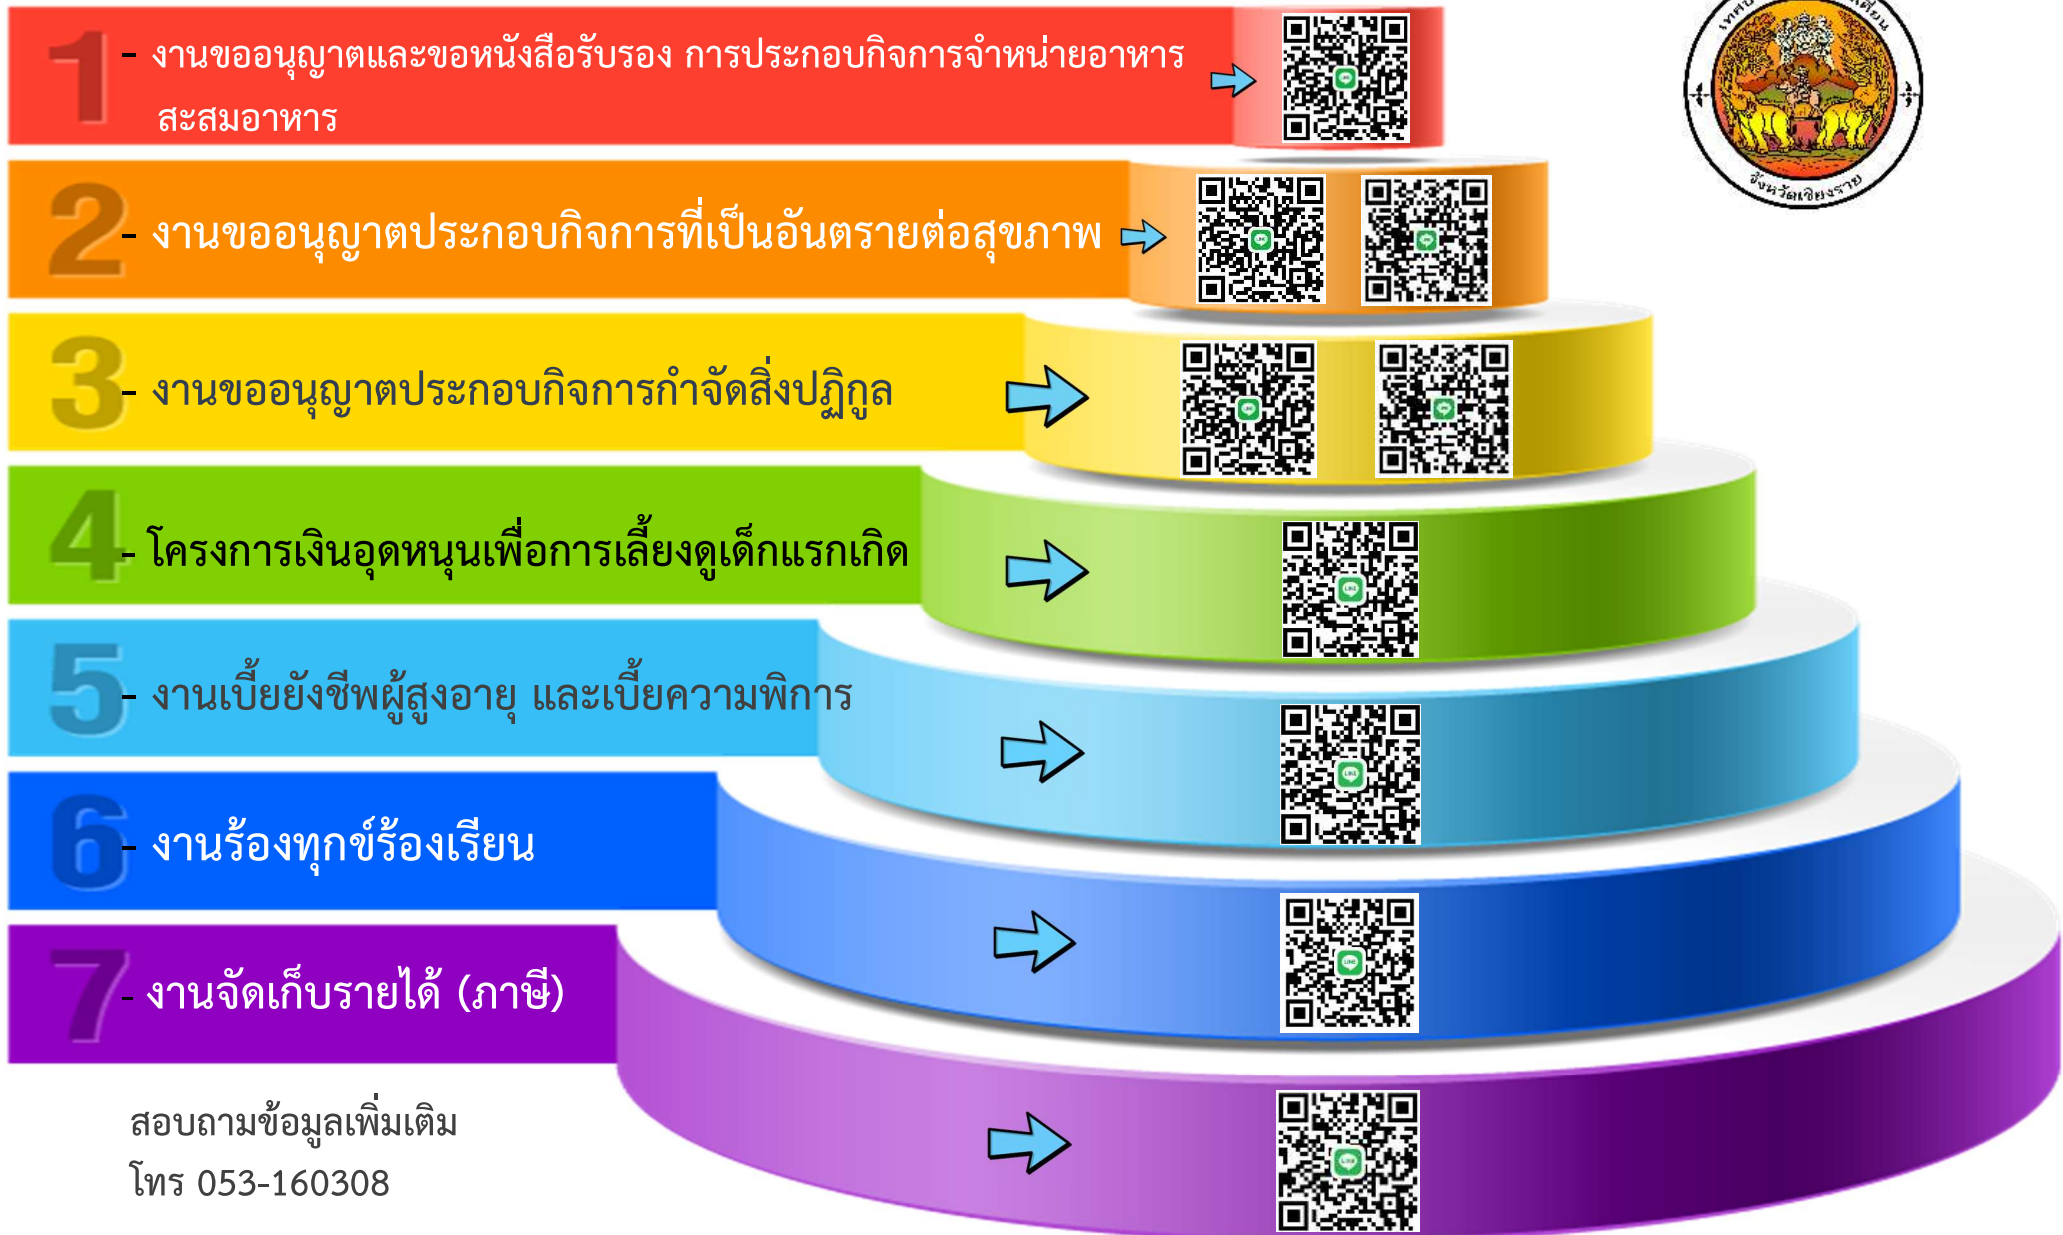 1
- งานขออนุญาตและขอหนังสือรับรอง การประกอบกิจการจำหน่ายอาหาร
สะสมอาหาร
2
- งานขออนุญาตประกอบกิจการที่เป็นอันตรายต่อสุขภาพ
3
- งานขออนุญาตประกอบกิจการกำจัดสิ่งปฏิกูล
4
- โครงการเงินอุดหนุนเพื่อการเลี้ยงดูเด็กแรกเกิด
5
- งานเบี้ยยังชีพผู้สูงอายุ และเบี้ยความพิการ
6
- งานร้องทุกข์ร้องเรียน
7
- งานจัดเก็บรายได้ (ภาษี)
สอบถามข้อมูลเพิ่มเติม
โทร 053-160308
จังหวัดเชียงราย